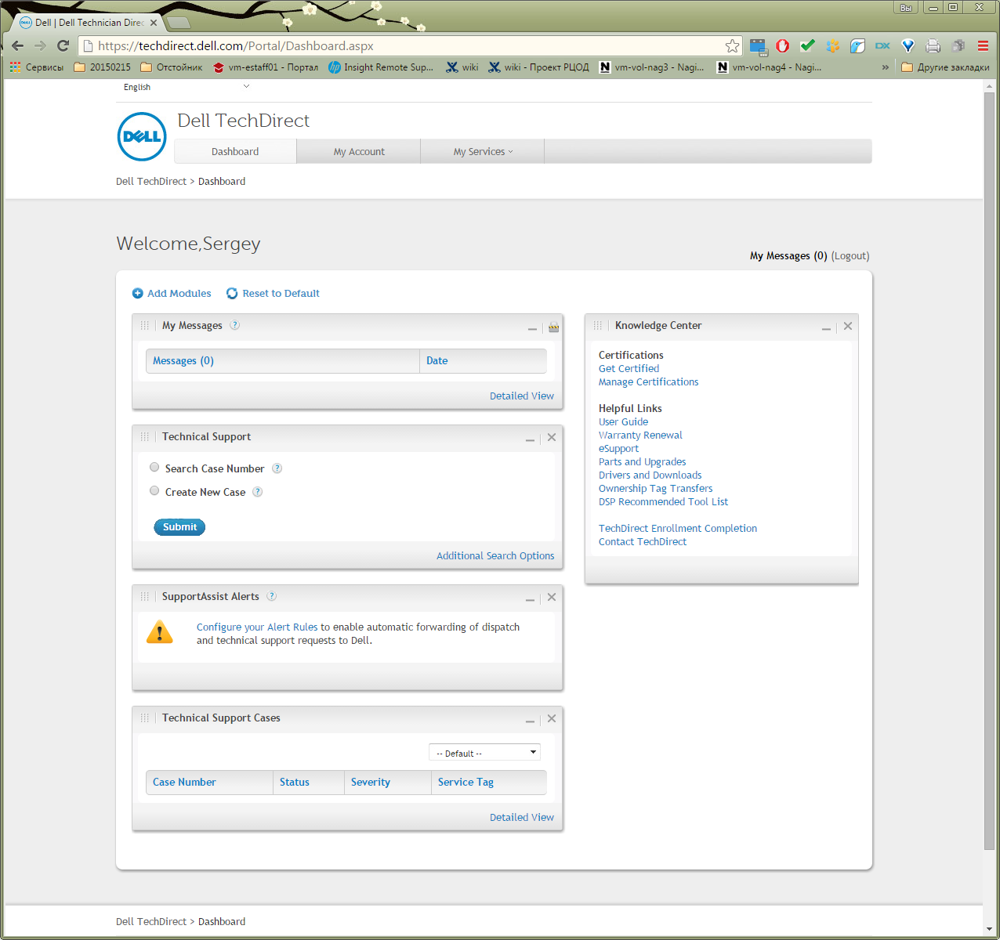 Вы
Dell | Dell Technician Direc
https://techdirect.dell.com/Portal/Dashboard.aspx
DX
Сервисы 20150215 Отстойник vm-estaff01 - Портал Insight Remote Sup... wiki wiki - Проект РЦОД N vm-vol-nag3 - Nagi... N vm-vol-nag4 - Nagi... » Другие закладки
English
Dell TechDirect
DELL
Dashboard My Account My Services
Dell TechDirect > Dashboard
Welcome,Sergey
My Messages (0) (Logout)
Add Modules Reset to Default
My Messages ?
Messages (0) Date
Detailed View
Technical Support
Search Case Number ?
Create New Case ?
Submit
Additional Search Options
SupportAssist Alerts ?
Configure your Alert Rules to enable automatic forwarding of dispatch
and technical support requests to Dell.
Technical Support Cases
-- Default --
Case Number Status Severity Service Tag
Detailed View
Knowledge Center
Certifications
Get Certified
Manage Certifications
Helpful Links
User Guide
Warranty Renewal
eSupport
Parts and Upgrades
Drivers and Downloads
Ownership Tag Transfers
DSP Recommended Tool List
TechDirect Enrollment Completion
Contact TechDirect
Dell TechDirect > Dashboard